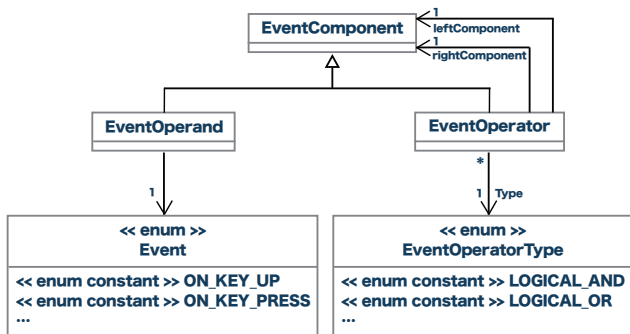 EventComponent
1
leftComponent
1
rightComponent
EventOperand
EventOperator
*
1
1 Type
<< enum >>
Event
<< enum constant >> ON_KEY_UP
<< enum constant >> ON_KEY_PRESS
...
<< enum >>
EventOperatorType
<< enum constant >> LOGICAL_AND
<< enum constant >> LOGICAL_OR
...